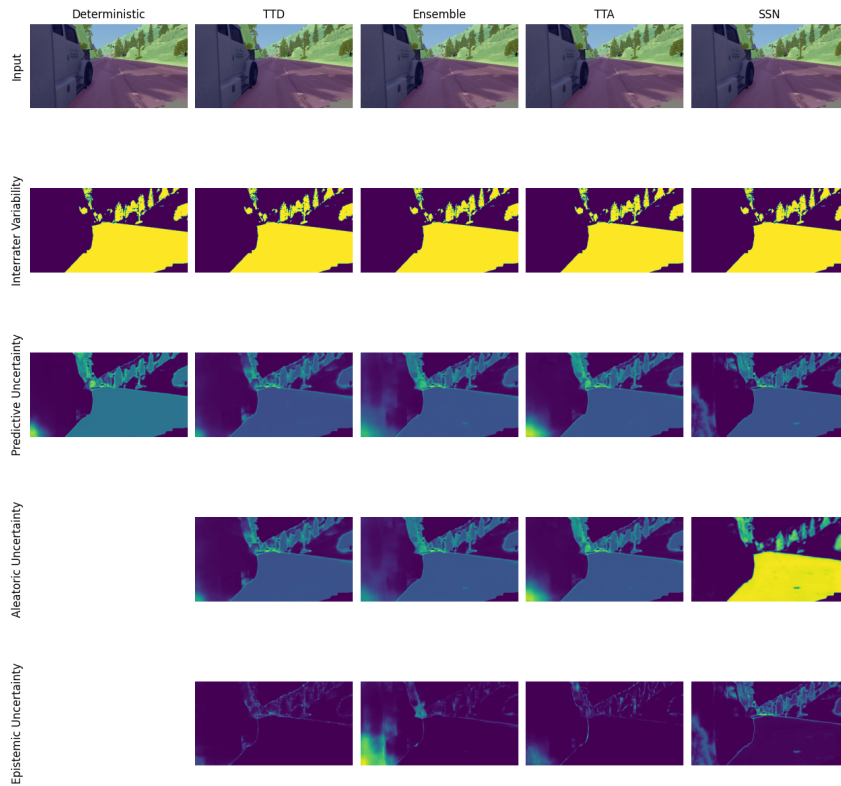 Deterministic TTD Ensemble TTA SSN
Input
Interrater Variability
Predictive Uncertainty
Aleatoric Uncertainty
Epistemic Uncertainty